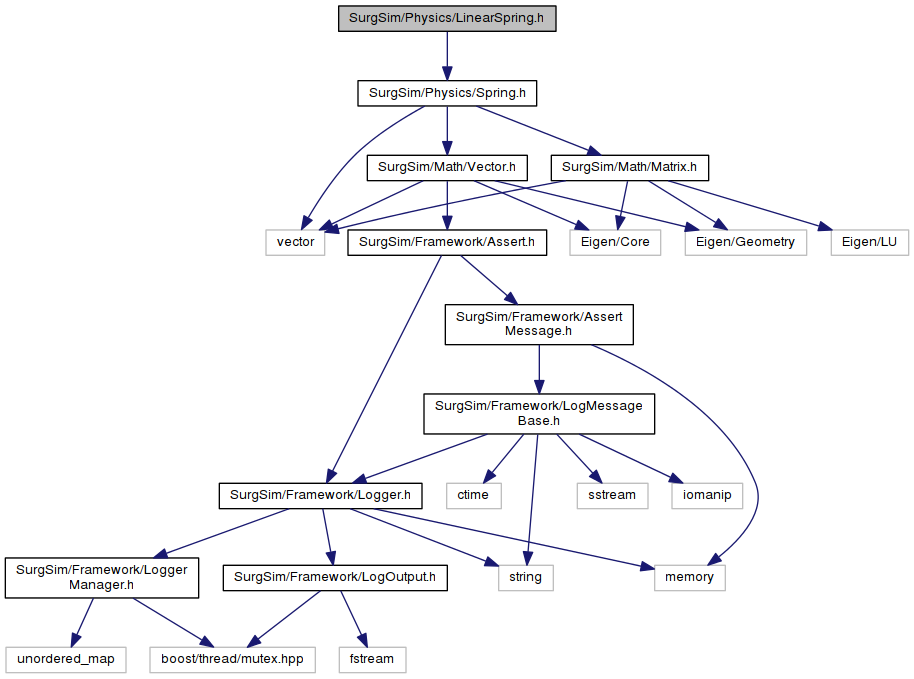 SurgSim/Physics/LinearSpring.h
SurgSim/Physics/Spring.h
SurgSim/Math/Vector.h
SurgSim/Math/Matrix.h
vector
SurgSim/Framework/Assert.h
Eigen/Core
Eigen/Geometry
Eigen/LU
SurgSim/Framework/Assert
Message.h
SurgSim/Framework/LogMessage
Base.h
SurgSim/Framework/Logger.h
ctime
sstream
iomanip
SurgSim/Framework/Logger
Manager.h
SurgSim/Framework/LogOutput.h
string
memory
unordered_map
boost/thread/mutex.hpp
fstream